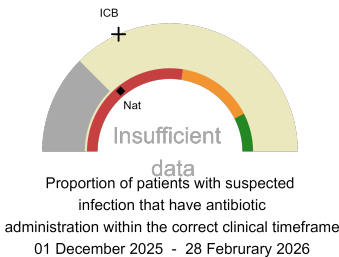 ICB
Nat
Insufficient
data
Proportion of patients with suspected
infection that have antibiotic
administration within the correct clinical timeframe
01 December 2025  -  28 Februrary 2026